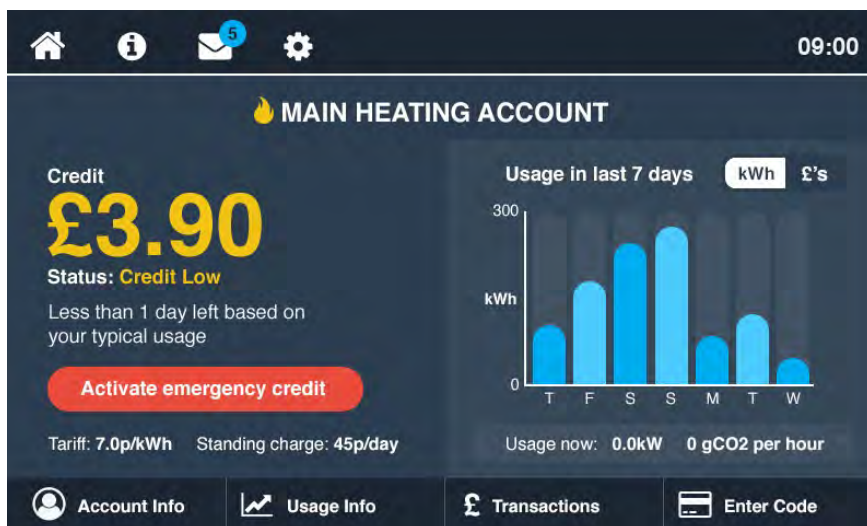 5
09:00
MAIN HEATING ACCOUNT
Credit
£3.90
Status: Credit Low
Less than 1 day left based on
your typical usage
Activate emergency credit
Tariff: 7.0p/kWh Standing charge: 45p/day
Usage in last 7 days kWh £'s
300
kWh
0
T F S S M T W
Usage now: 0.0kW 0 gCO2 per hour
Account Info Usage Info £ Transactions Enter Code